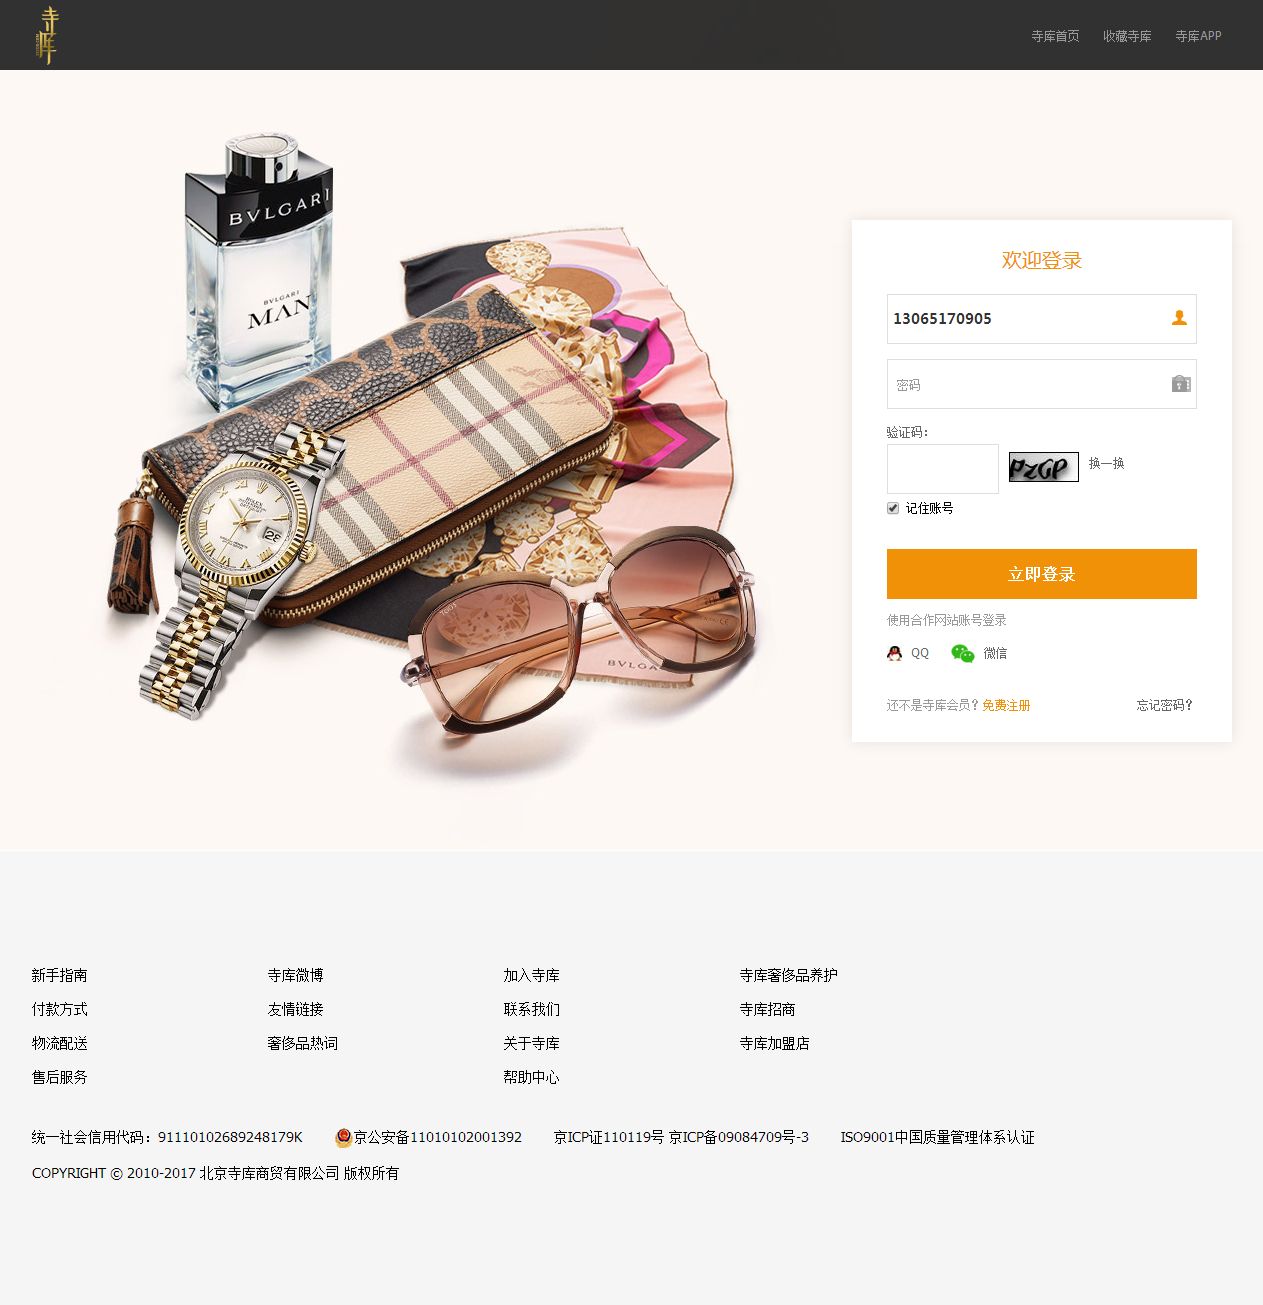 寺库
寺库首页 收藏寺库 寺库APP
BVLGARI
BVLGARI
MAN
欢迎登录
13065170905
密码
验证码：
PzGP 换一换
记住账号
立即登录
使用合作网站账号登录
QQ 微信
还不是寺库会员？免费注册 忘记密码？
ROLEX
TODS
BVLGA
新手指南 寺库微博 加入寺库 寺库奢侈品养护
付款方式 友情链接 联系我们 寺库招商
物流配送 奢侈品热词 关于寺库 寺库加盟店
售后服务 帮助中心
统一社会信用代码：91110102689248179K 京公安备11010102001392 京ICP证110119号 京ICP备09084709号-3 ISO9001中国质量管理体系认证
COPYRIGHT © 2010-2017 北京寺库商贸有限公司 版权所有